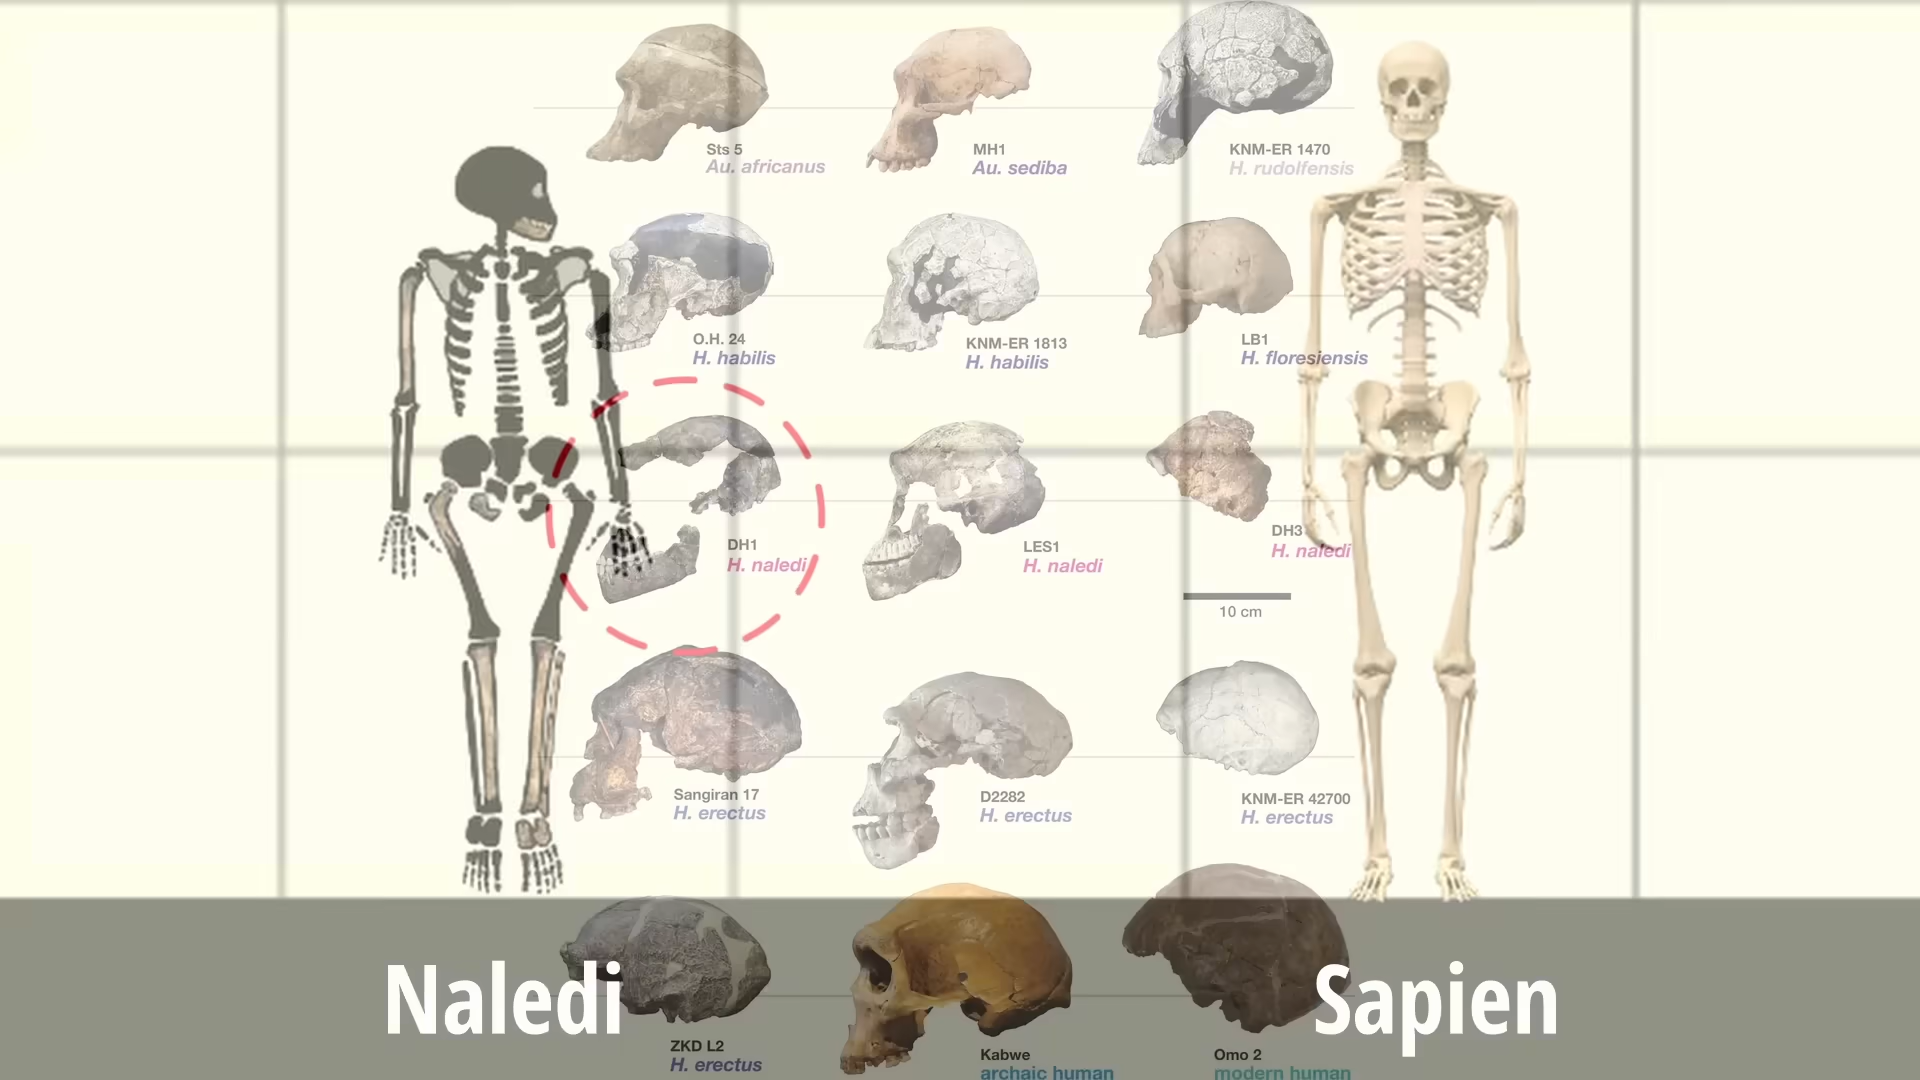 Sts 5
Au. africanus
MH1
Au. sediba
KNM-ER 1470
H. rudolfensis
O.H. 24
H. habilis
KNM-ER 1813
H. habilis
LB1
H. floresiensis
DH1
H. naledi
LES1
H. naledi
DH3
H. naledi
10 cm
Sangiran 17
H. erectus
D2282
H. erectus
KNM-ER 42700
H. erectus
Naledi
Sapien
ZKD L2
H. erectus
Kabwe
archaic human
Omo 2
modern human